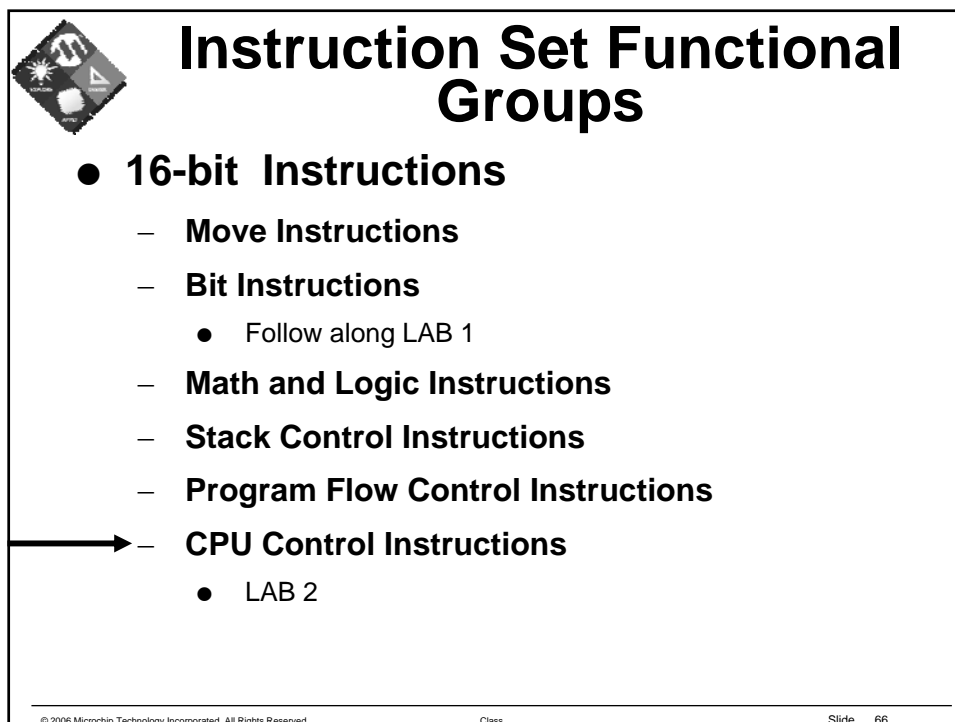 Instruction Set Functional
Groups
● 16-bit Instructions
– Move Instructions
– Bit Instructions
● Follow along LAB 1
– Math and Logic Instructions
– Stack Control Instructions
– Program Flow Control Instructions
– CPU Control Instructions
● LAB 2
© 2006 Microchip Technology Incorporated. All Rights Reserved. Class Slide 66